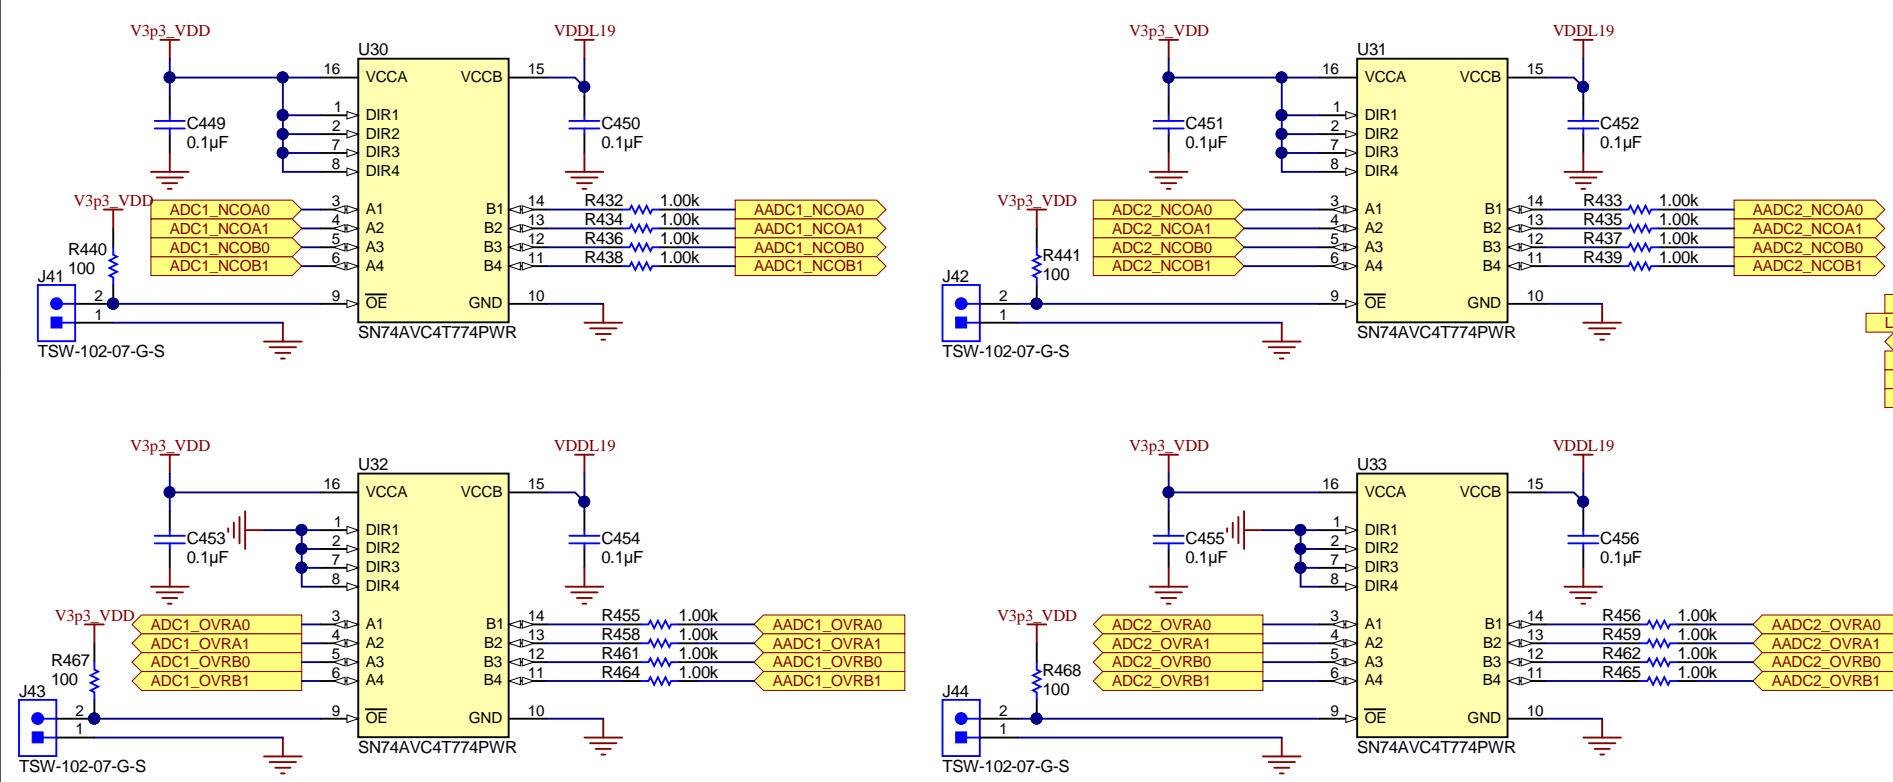 V3p3_VDD
VDDL19
U30
16 VCCA VCCB 15
1 DIR1
2 DIR2
7 DIR3
8 DIR4
C449
0.1µF
C450
0.1µF
V3p3_VDD
R440
100
ADC1_NCOA0 3 A1 B1 14 R432 1.00k AADC1_NCOA0
ADC1_NCOA1 4 A2 B2 13 R434 1.00k AADC1_NCOA1
ADC1_NCOB0 5 A3 B3 12 R436 1.00k AADC1_NCOB0
ADC1_NCOB1 6 A4 B4 11 R438 1.00k AADC1_NCOB1
J41
2 9 OE GND 10
1
TSW-102-07-G-S
SN74AVC4T774PWR
V3p3_VDD
VDDL19
U31
16 VCCA VCCB 15
1 DIR1
2 DIR2
7 DIR3
8 DIR4
C451
0.1µF
C452
0.1µF
V3p3_VDD
R441
100
ADC2_NCOA0 3 A1 B1 14 R433 1.00k AADC2_NCOA0
ADC2_NCOA1 4 A2 B2 13 R435 1.00k AADC2_NCOA1
ADC2_NCOB0 5 A3 B3 12 R437 1.00k AADC2_NCOB0
ADC2_NCOB1 6 A4 B4 11 R439 1.00k AADC2_NCOB1
J42
2 9 OE GND 10
1
TSW-102-07-G-S
SN74AVC4T774PWR
L
V3p3_VDD
VDDL19
U32
16 VCCA VCCB 15
1 DIR1
2 DIR2
7 DIR3
8 DIR4
C453
0.1µF
C454
0.1µF
V3p3_VDD
R467
100
ADC1_OVRA0 3 A1 B1 14 R455 1.00k AADC1_OVRA0
ADC1_OVRA1 4 A2 B2 13 R458 1.00k AADC1_OVRA1
ADC1_OVRB0 5 A3 B3 12 R461 1.00k AADC1_OVRB0
ADC1_OVRB1 6 A4 B4 11 R464 1.00k AADC1_OVRB1
J43
2 9 OE GND 10
1
TSW-102-07-G-S
SN74AVC4T774PWR
V3p3_VDD
VDDL19
U33
16 VCCA VCCB 15
1 DIR1
2 DIR2
7 DIR3
8 DIR4
C455
0.1µF
C456
0.1µF
V3p3_VDD
R468
100
ADC2_OVRA0 3 A1 B1 14 R456 1.00k AADC2_OVRA0
ADC2_OVRA1 4 A2 B2 13 R459 1.00k AADC2_OVRA1
ADC2_OVRB0 5 A3 B3 12 R462 1.00k AADC2_OVRB0
ADC2_OVRB1 6 A4 B4 11 R465 1.00k AADC2_OVRB1
J44
2 9 OE GND 10
1
TSW-102-07-G-S
SN74AVC4T774PWR